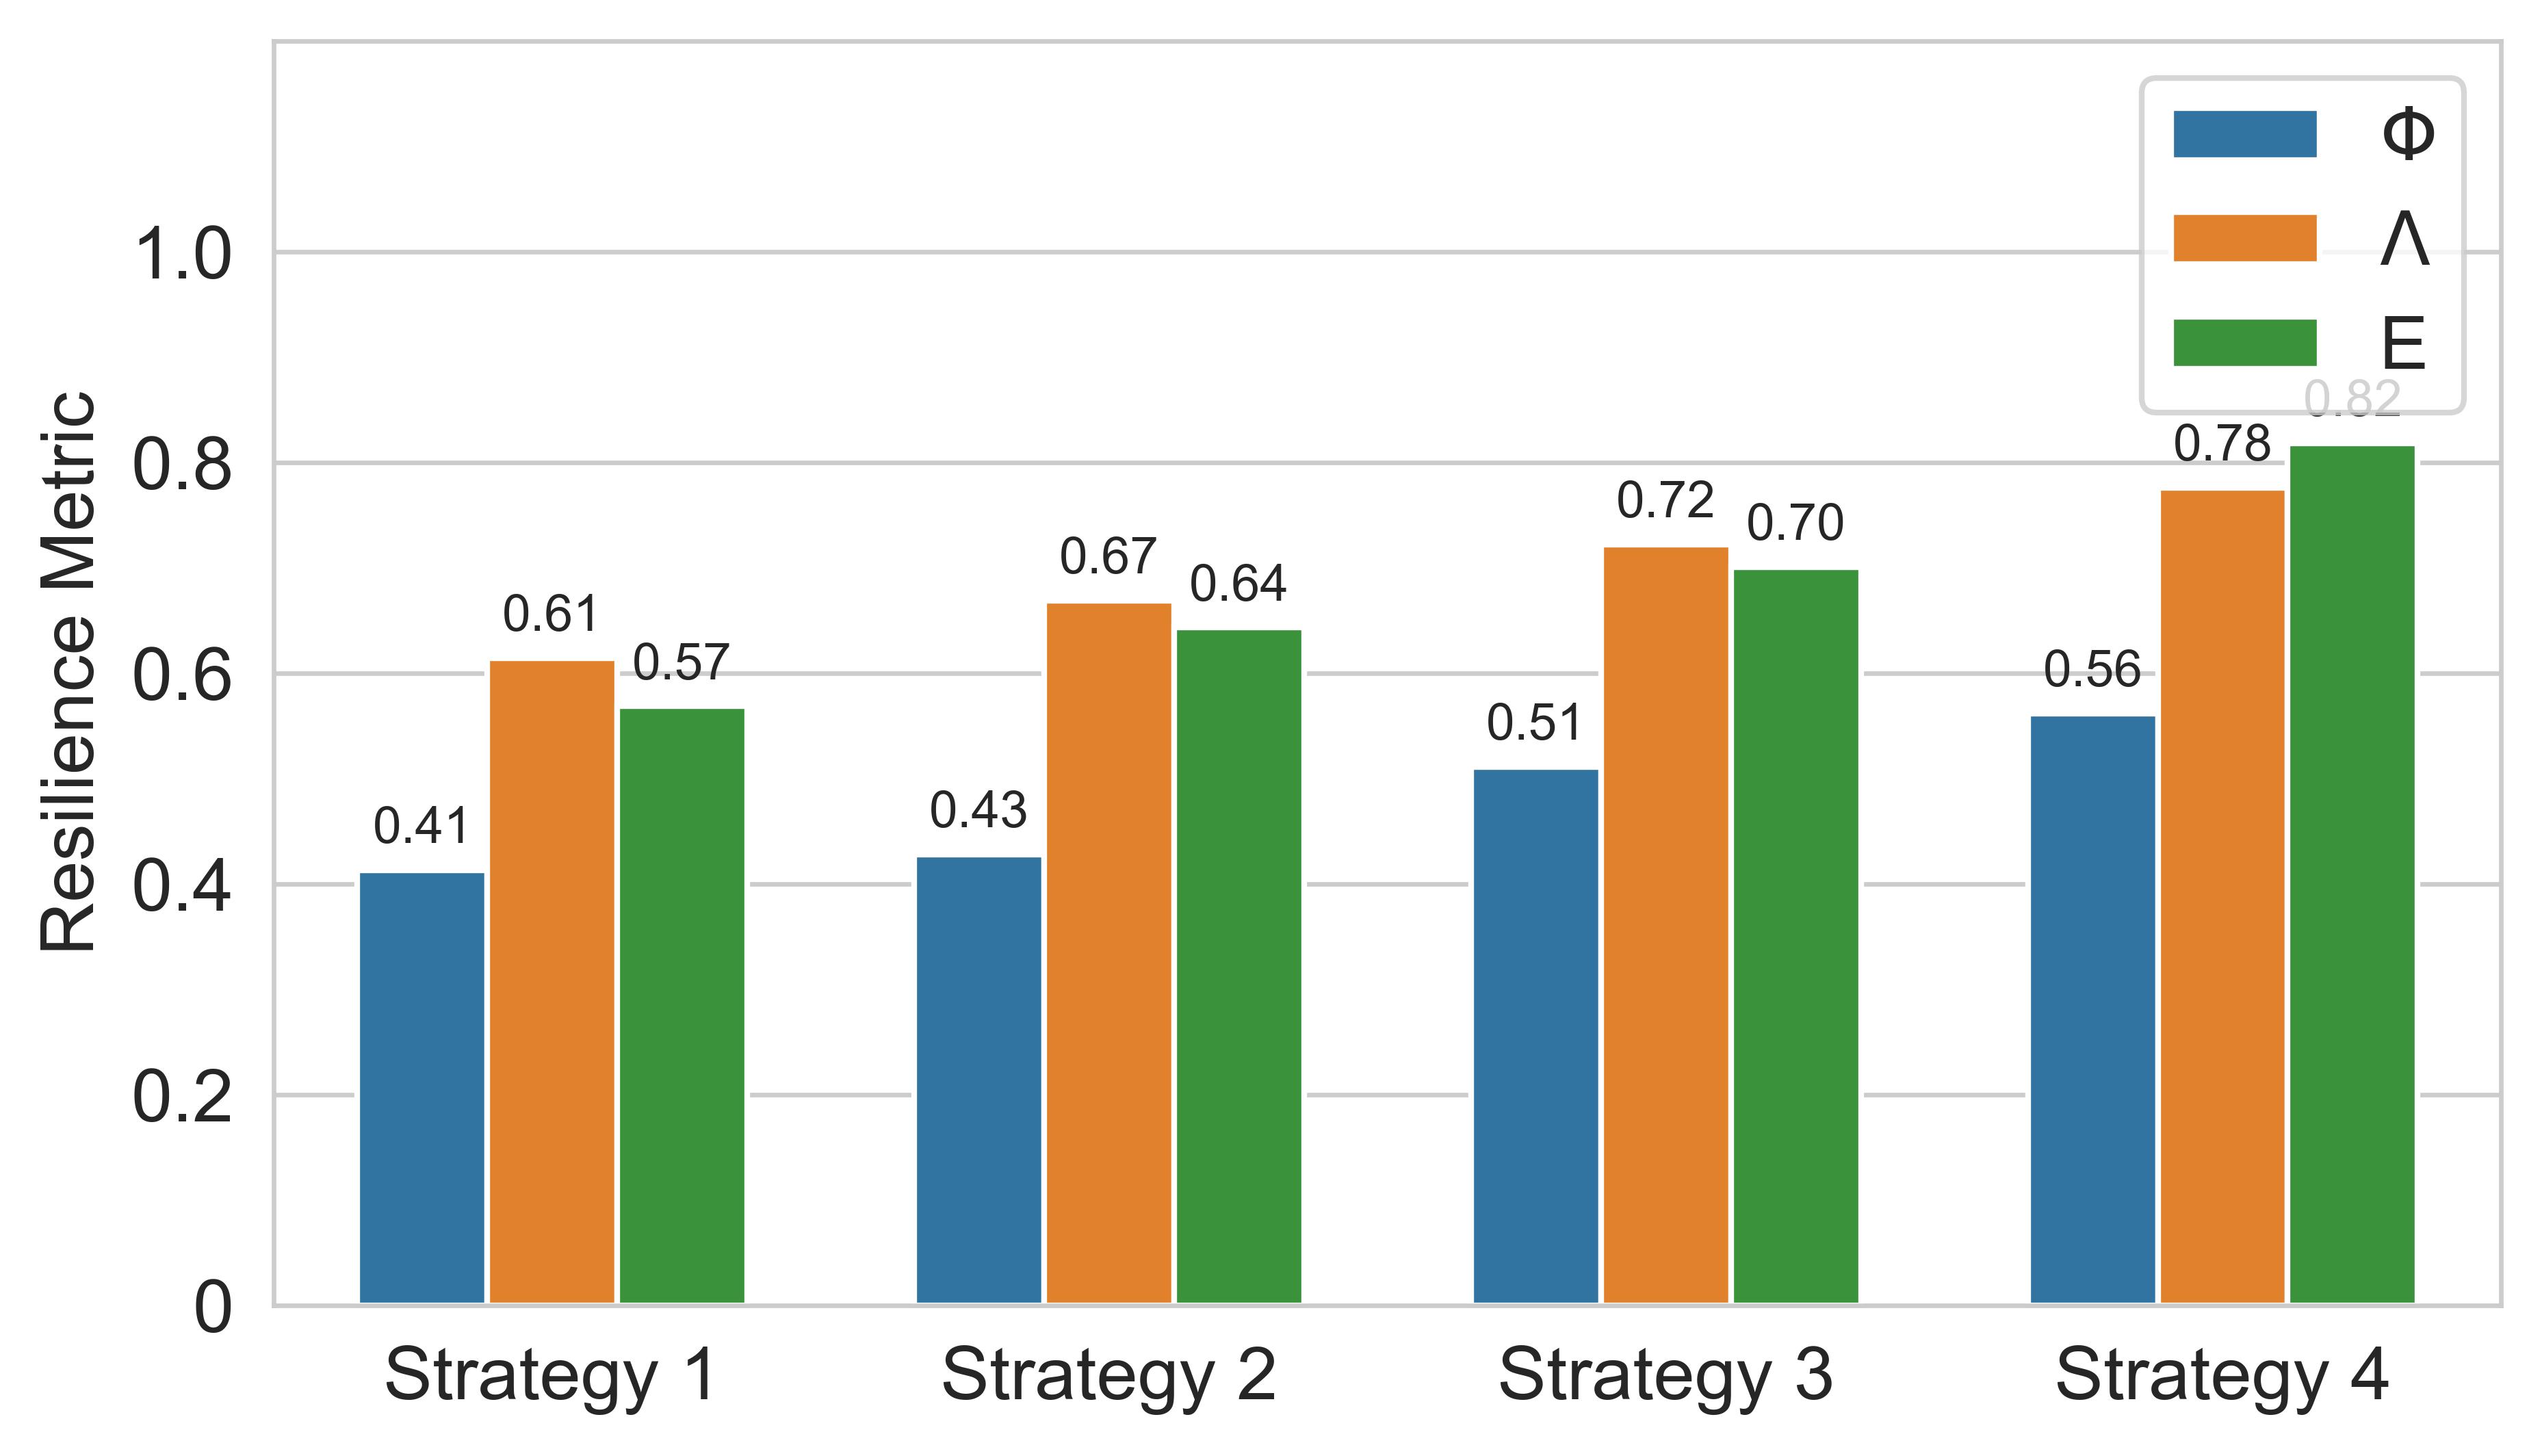 Φ
Λ
E
Resilience Metric
1.0
0.8
0.6
0.4
0.2
0
0.41
0.61
0.57
0.43
0.67
0.64
0.51
0.72
0.70
0.56
0.78
0.82
Strategy 1
Strategy 2
Strategy 3
Strategy 4